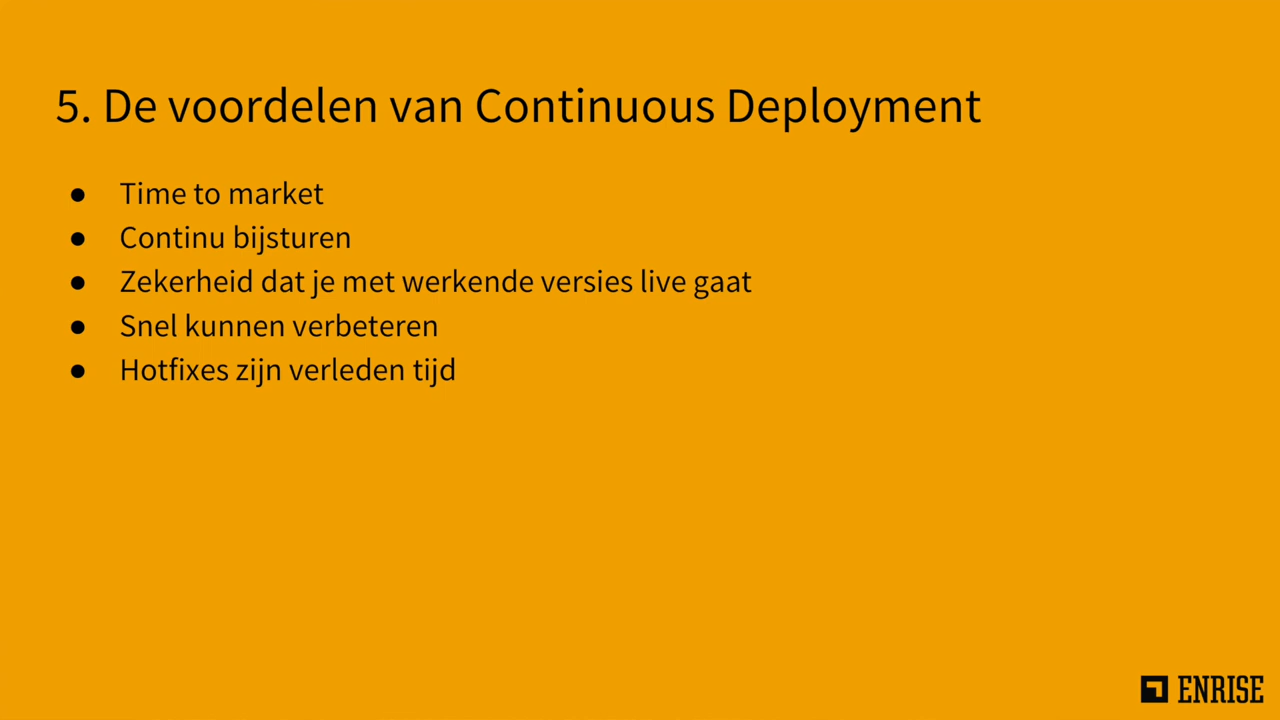 5. De voordelen van Continuous Deployment
● Time to market
● Continu bijsturen
● Zekerheid dat je met werkende versies live gaat
● Snel kunnen verbeteren
● Hotfixes zijn verleden tijd
ENRISE